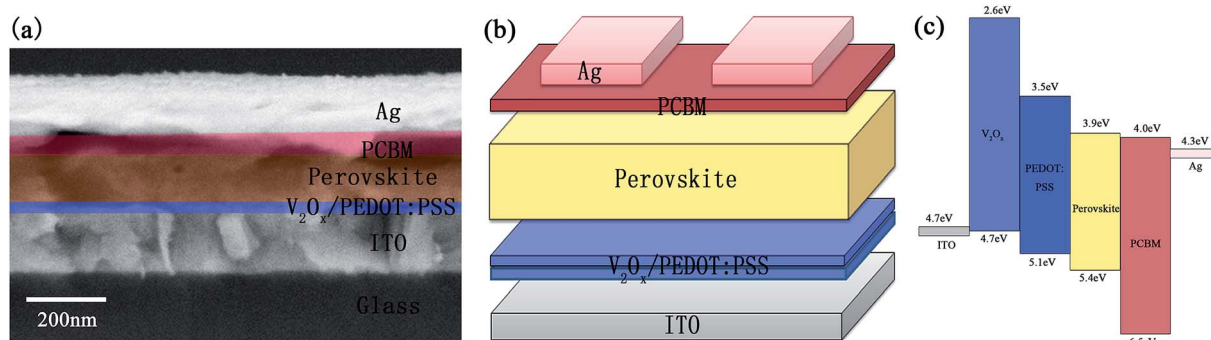 (a)
Ag
PCBM
Perovskite
V₂Oₓ/PEDOT:PSS
ITO
Glass
200nm
(b)
Ag
PCBM
Perovskite
V₂Oₓ/PEDOT:PSS
ITO
(c)
2.6eV
3.5eV
3.9eV
4.0eV
4.3eV
Ag
V₂Oₓ
PEDOT:
PSS
Perovskite
PCBM
4.7eV
ITO
4.7eV
5.1eV
5.4eV